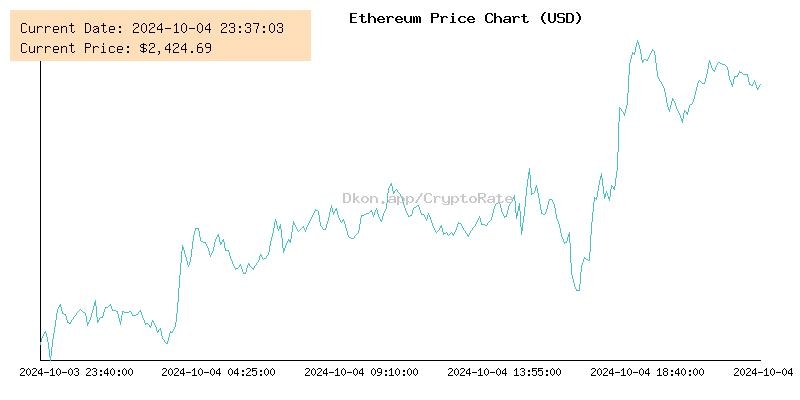 Ethereum Price Chart (USD)
Current Date: 2024-10-04 23:37:03
Current Price: $2,424.69
Dkon.app/CryptoRate
2024-10-03 23:40:00 2024-10-04 04:25:00 2024-10-04 09:10:00 2024-10-04 13:55:00 2024-10-04 18:40:00 2024-10-04